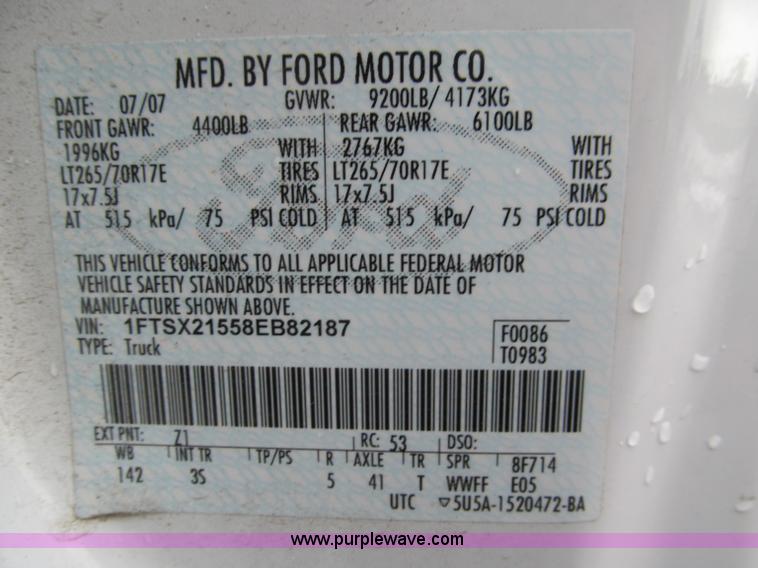 MFD. BY FORD MOTOR CO.
DATE: 07/07 GVWR: 9200LB/ 4173KG
FRONT GAWR: 4400LB REAR GAWR: 6100LB
1996KG WITH 2767KG WITH
LT265/70R17E TIRES LT265/70R17E TIRES
17x7.5J RIMS 17x7.5J RIMS
AT 515 kPa/ 75 PSI COLD AT 515 kPa/ 75 PSI COLD
Ford
THIS VEHICLE CONFORMS TO ALL APPLICABLE FEDERAL MOTOR
VEHICLE SAFETY STANDARDS IN EFFECT ON THE DATE OF
MANUFACTURE SHOWN ABOVE.
VIN: 1FTSX21558EB82187 F0086
TYPE: Truck T0983
EXT PNT: Z1 RC: 53 DSO:
WB INT TR TP/PS R AXLE TR SPR 8F714
142 3S 5 41 T WWFF E05
UTC ▽5U5A-1520472-BA
www.purplewave.com